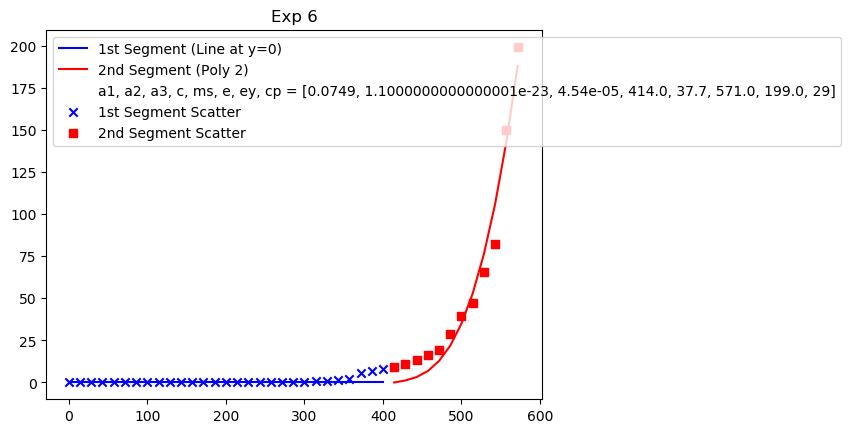 Exp 6
1st Segment (Line at y=0)
2nd Segment (Poly 2)
a1, a2, a3, c, ms, e, ey, cp = [0.0749, 1.1000000000000001e-23, 4.54e-05, 414.0, 37.7, 571.0, 199.0, 29]
1st Segment Scatter
2nd Segment Scatter
200
175
150
125
100
75
50
25
0
0 100 200 300 400 500 600